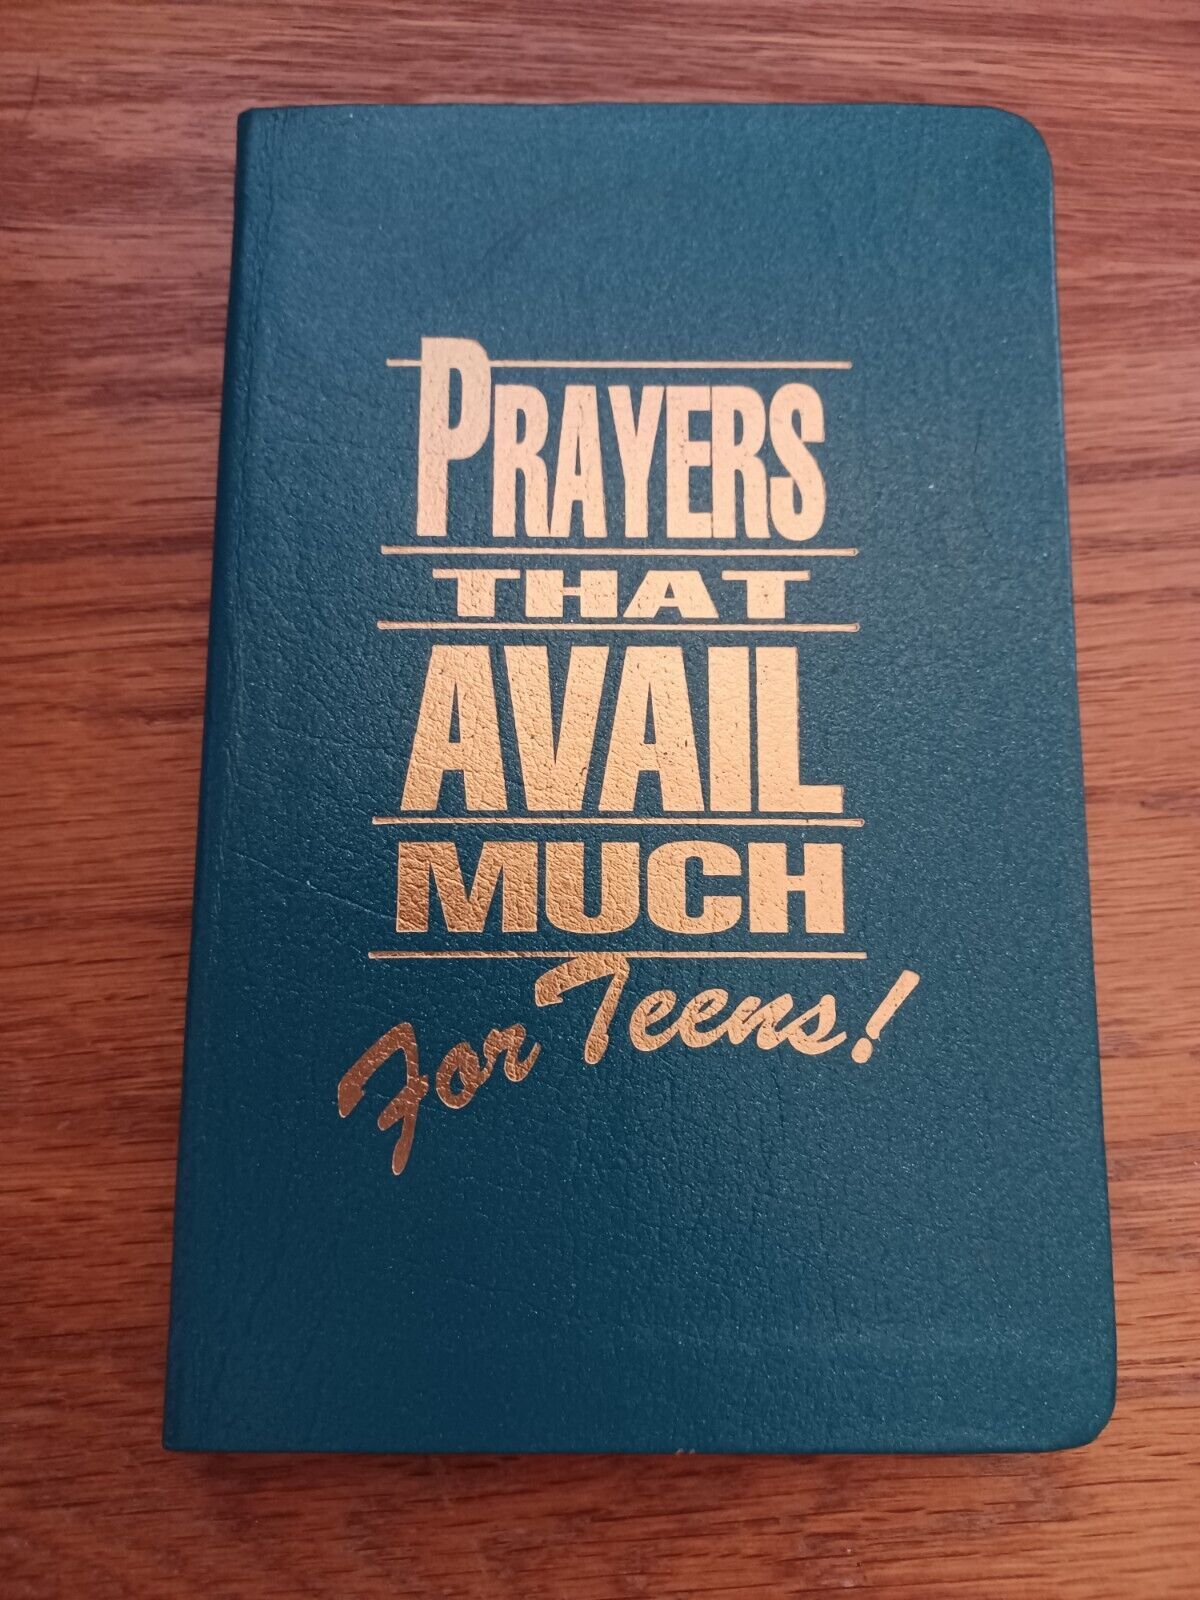 PRAYERS
THAT
AVAIL
MUCH
For Teens!